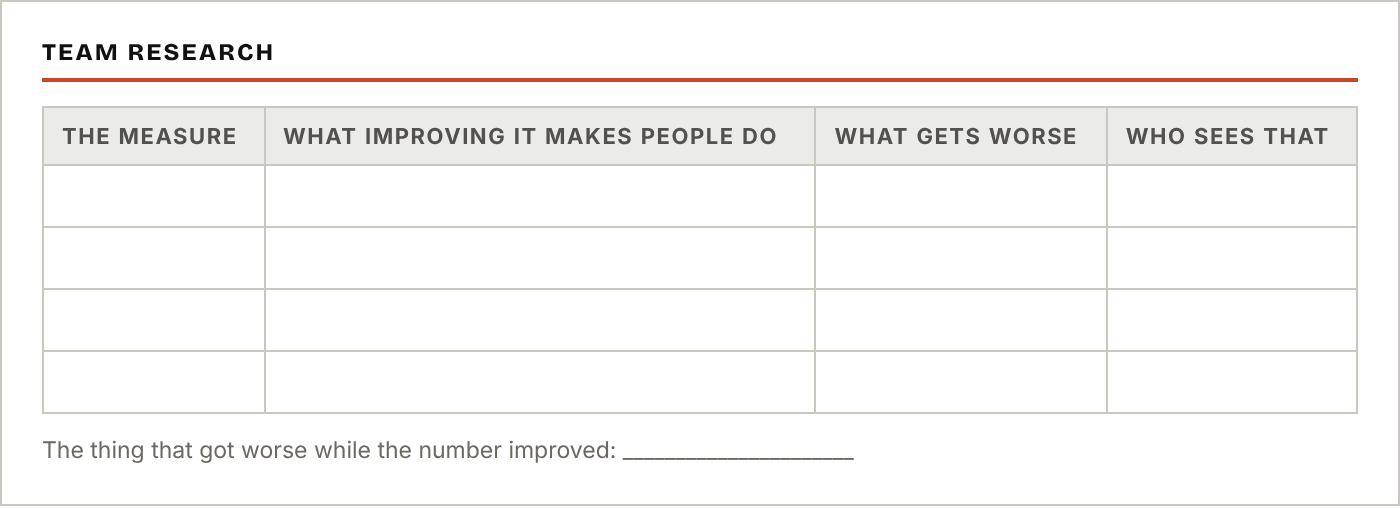 TEAM RESEARCH
THE MEASURE WHAT IMPROVING IT MAKES PEOPLE DO WHAT GETS WORSE WHO SEES THAT
The thing that got worse while the number improved: _____________________